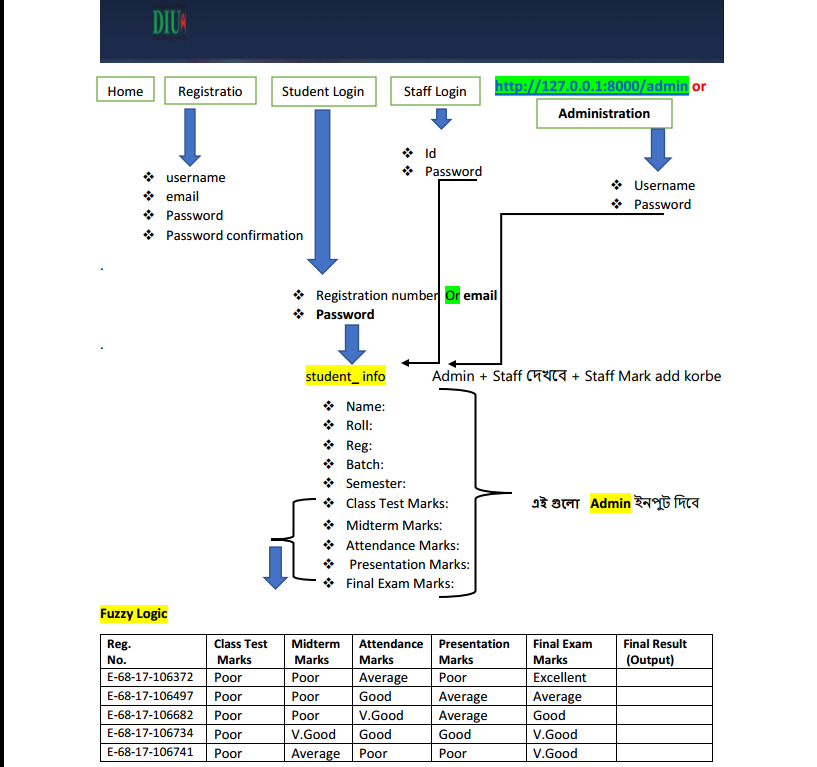 DIU
Home
Registratio
Student Login
Staff Login
http://127.0.0.1:8000/admin or
Administration
❖ Id
❖ Password
❖ username
❖ email
❖ Password
❖ Password confirmation
❖ Username
❖ Password
.
❖ Registration number Or email
❖ Password
.
student_ info
Admin + Staff দেখবে + Staff Mark add korbe
❖ Name:
❖ Roll:
❖ Reg:
❖ Batch:
❖ Semester:
❖ Class Test Marks:
❖ Midterm Marks:
❖ Attendance Marks:
❖ Presentation Marks:
❖ Final Exam Marks:
এই গুলো Admin ইনপুট দিবে
Fuzzy Logic
Reg. Class Test Midterm Attendance Presentation Final Exam Final Result
No. Marks Marks Marks Marks Marks (Output)
E-68-17-106372 Poor Poor Average Poor Excellent
E-68-17-106497 Poor Poor Good Average Average
E-68-17-106682 Poor Poor V.Good Average Good
E-68-17-106734 Poor V.Good Good Good V.Good
E-68-17-106741 Poor Average Poor Poor V.Good